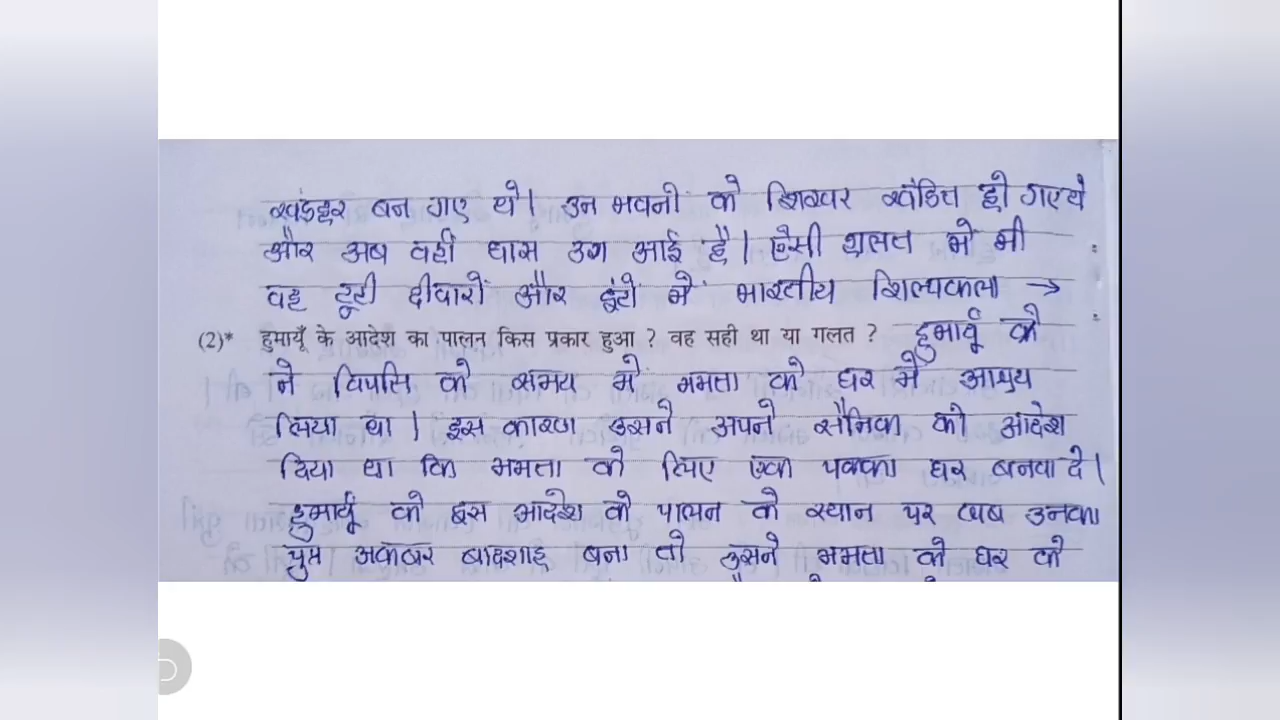 खंडहर बन गए थे। उन भवनो के शिखर खंडित हो गए थे
और अब वहाँ घास उग आई है। ऐसी हालत मे भी
वह टूटी दीवारों और इंटो में भारतीय शिल्पकला →
(2)* हुमायूँ के आदेश का पालन किस प्रकार हुआ ? वह सही था या गलत ? हुमायूं के
ने विपत्ति के समय में ममता के घर में आश्रय
लिया था। इस कारण उसने अपने सैनिक को आदेश
दिया था कि ममता के लिए एक पक्का घर बनवा दे।
हुमायूं के इस आदेश के पालन के स्थान पर जब उनका
पुत्र अकबर बादशाह बना तो उसने ममता के घर के